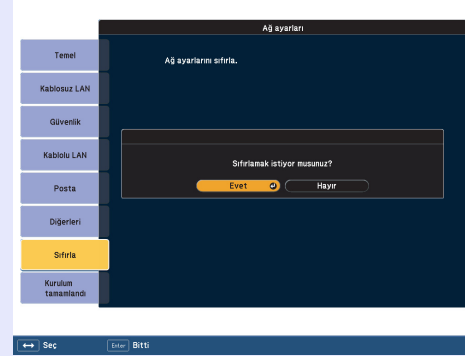 Ağ ayarları
Temel
Ağ ayarlarını sıfırla.
Kablosuz LAN
Güvenlik
Kablolu LAN
Sıfırlamak istiyor musunuz?
Posta
Evet
Hayır
Diğerleri
Sıfırla
Kurulum
tamamlandı
Seç
Enter
Bitti